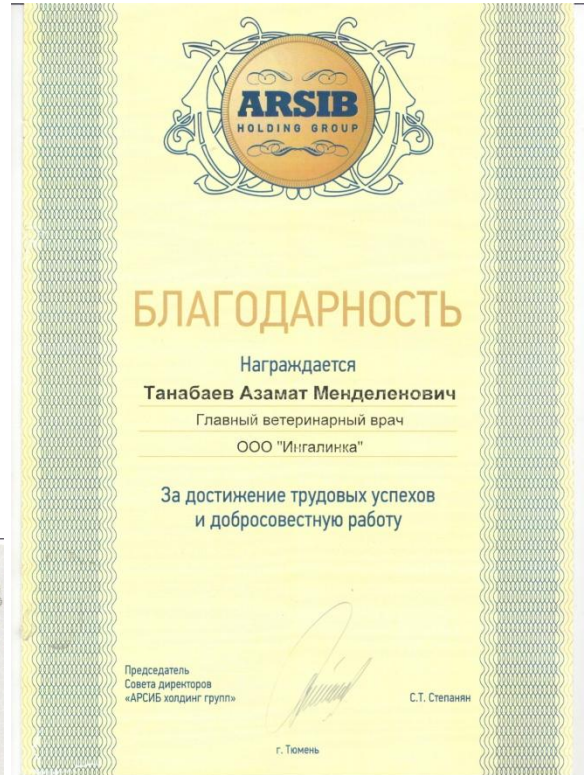 ARSIB
HOLDING GROUP
БЛАГОДАРНОСТЬ
Награждается
Танабаев Азамат Менделенович
Главный ветеринарный врач
ООО "Ингалинка"
За достижение трудовых успехов
и добросовестную работу
Председатель
Совета директоров
«АРСИБ холдинг групп»
С.Т. Степанян
г. Тюмень